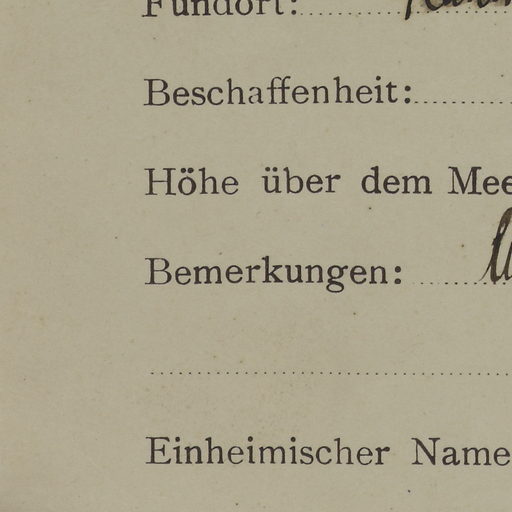 Fundort:
Beschaffenheit:
Höhe über dem Mee
Bemerkungen:
Einheimischer Name